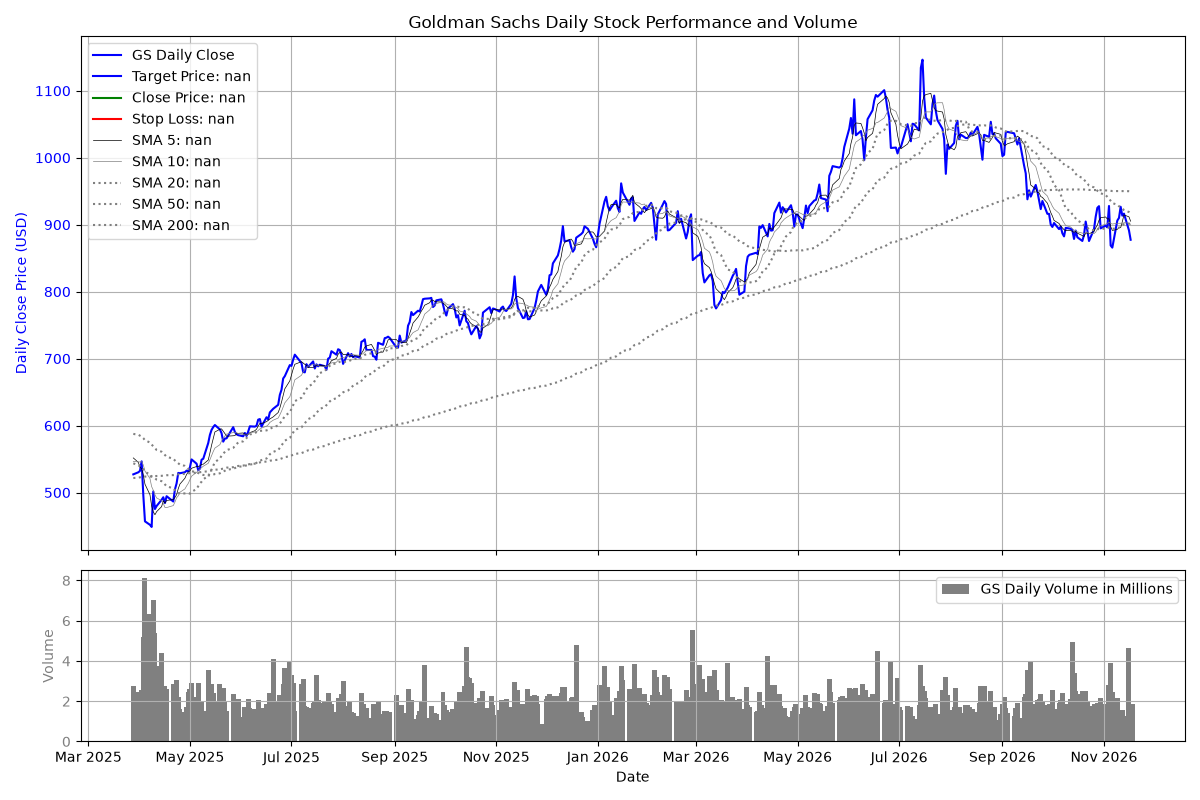 Goldman Sachs Daily Stock Performance and Volume
GS Daily Close
Target Price: nan
Close Price: nan
Stop Loss: nan
SMA 5: nan
SMA 10: nan
SMA 20: nan
SMA 50: nan
SMA 200: nan
Daily Close Price (USD)
1100
1000
900
800
700
600
500
GS Daily Volume in Millions
Volume
8
6
4
2
0
Mar 2025 May 2025 Jul 2025 Sep 2025 Nov 2025 Jan 2026 Mar 2026 May 2026 Jul 2026 Sep 2026 Nov 2026
Date